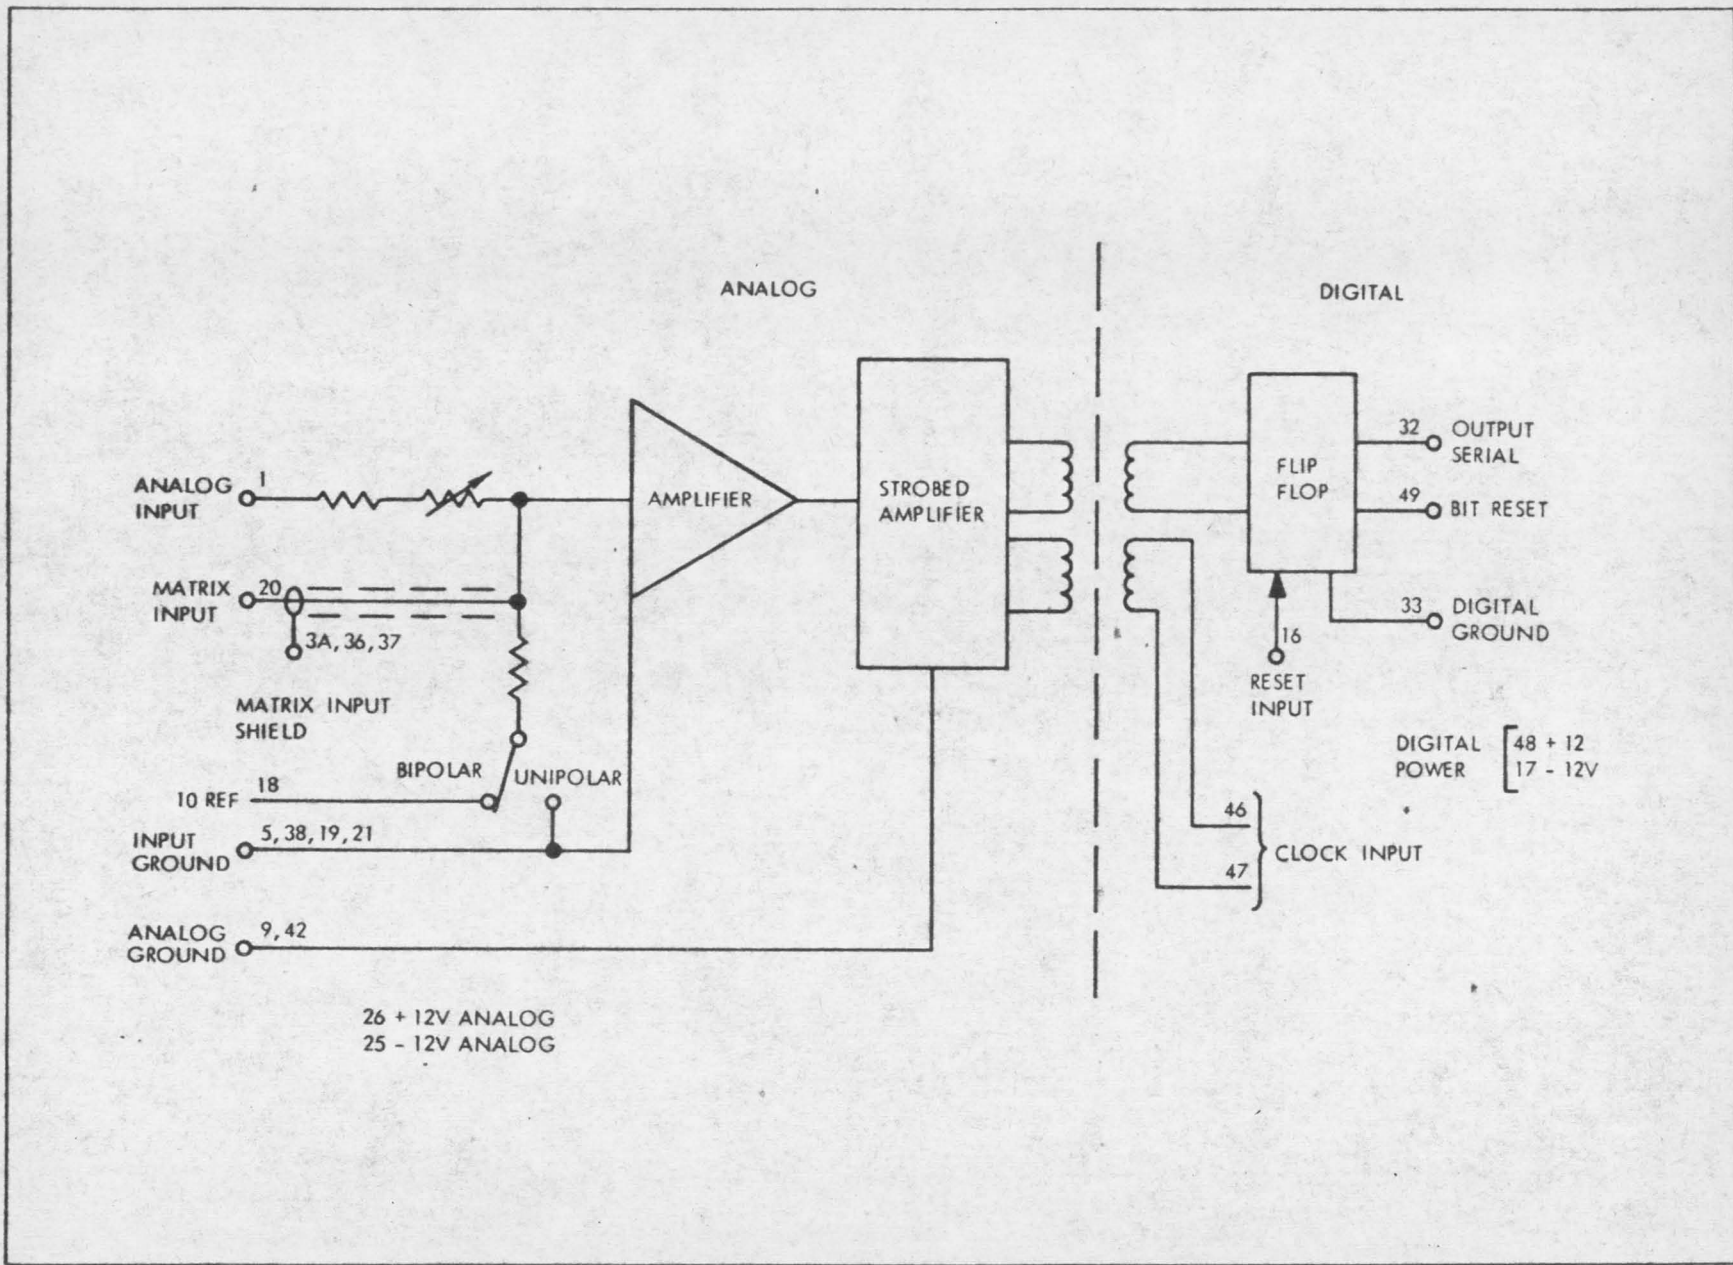 ANALOG
DIGITAL
ANALOG
INPUT
1
AMPLIFIER
STROBED
AMPLIFIER
FLIP
FLOP
32
OUTPUT
SERIAL
49
BIT RESET
33
DIGITAL
GROUND
16
RESET
INPUT
MATRIX
INPUT
20
3A, 36, 37
MATRIX INPUT
SHIELD
BIPOLAR
UNIPOLAR
10 REF
18
INPUT
GROUND
5, 38, 19, 21
ANALOG
GROUND
9, 42
DIGITAL
POWER
48 + 12
17 - 12V
46
47
CLOCK INPUT
26 + 12V ANALOG
25 - 12V ANALOG